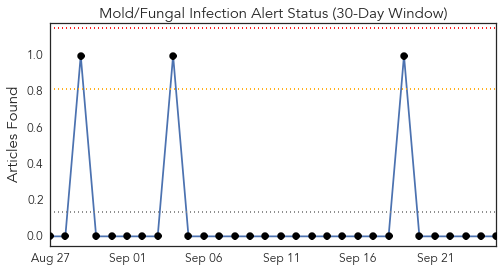 Mold/Fungal Infection Alert Status (30-Day Window)
Articles Found
1.0
0.8
0.6
0.4
0.2
0.0
Aug 27 Sep 01 Sep 06 Sep 11 Sep 16 Sep 21